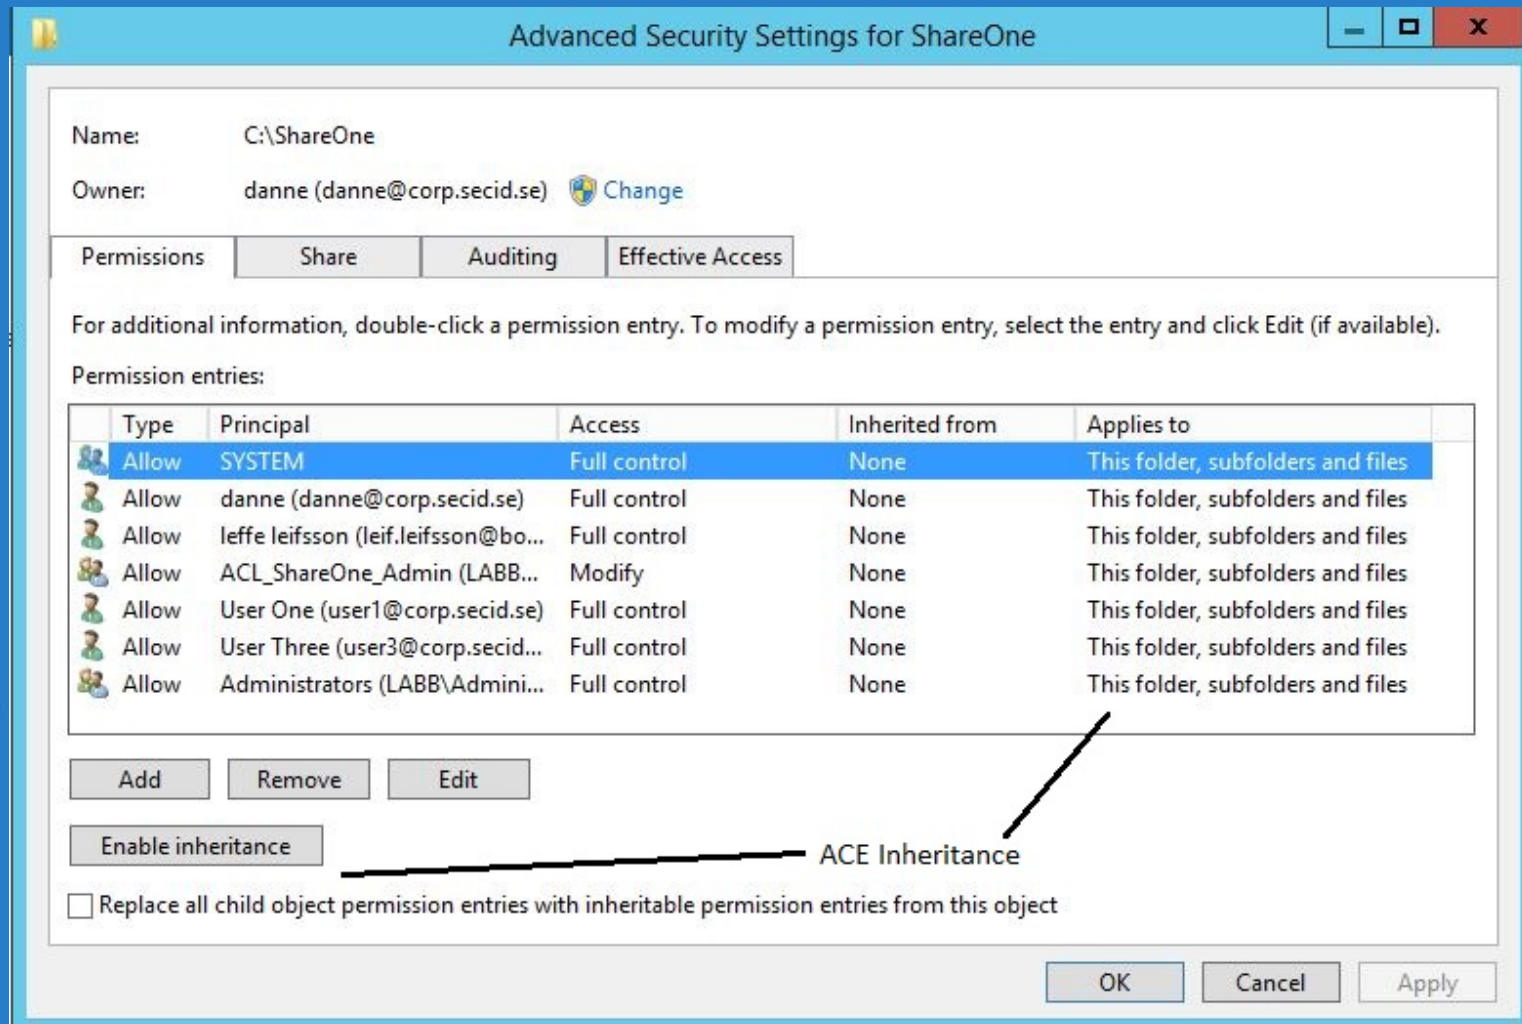 Advanced Security Settings for ShareOne
Name: C:\ShareOne
Owner: danne (danne@corp.secid.se) Change
Permissions Share Auditing Effective Access
For additional information, double-click a permission entry. To modify a permission entry, select the entry and click Edit (if available).
Permission entries:
Type Principal Access Inherited from Applies to
Allow SYSTEM Full control None This folder, subfolders and files
Allow danne (danne@corp.secid.se) Full control None This folder, subfolders and files
Allow leffe leifsson (leif.leifsson@bo... Full control None This folder, subfolders and files
Allow ACL_ShareOne_Admin (LABB... Modify None This folder, subfolders and files
Allow User One (user1@corp.secid.se) Full control None This folder, subfolders and files
Allow User Three (user3@corp.secid... Full control None This folder, subfolders and files
Allow Administrators (LABB\Admini... Full control None This folder, subfolders and files
Add Remove Edit
Enable inheritance
ACE Inheritance
Replace all child object permission entries with inheritable permission entries from this object
OK Cancel Apply